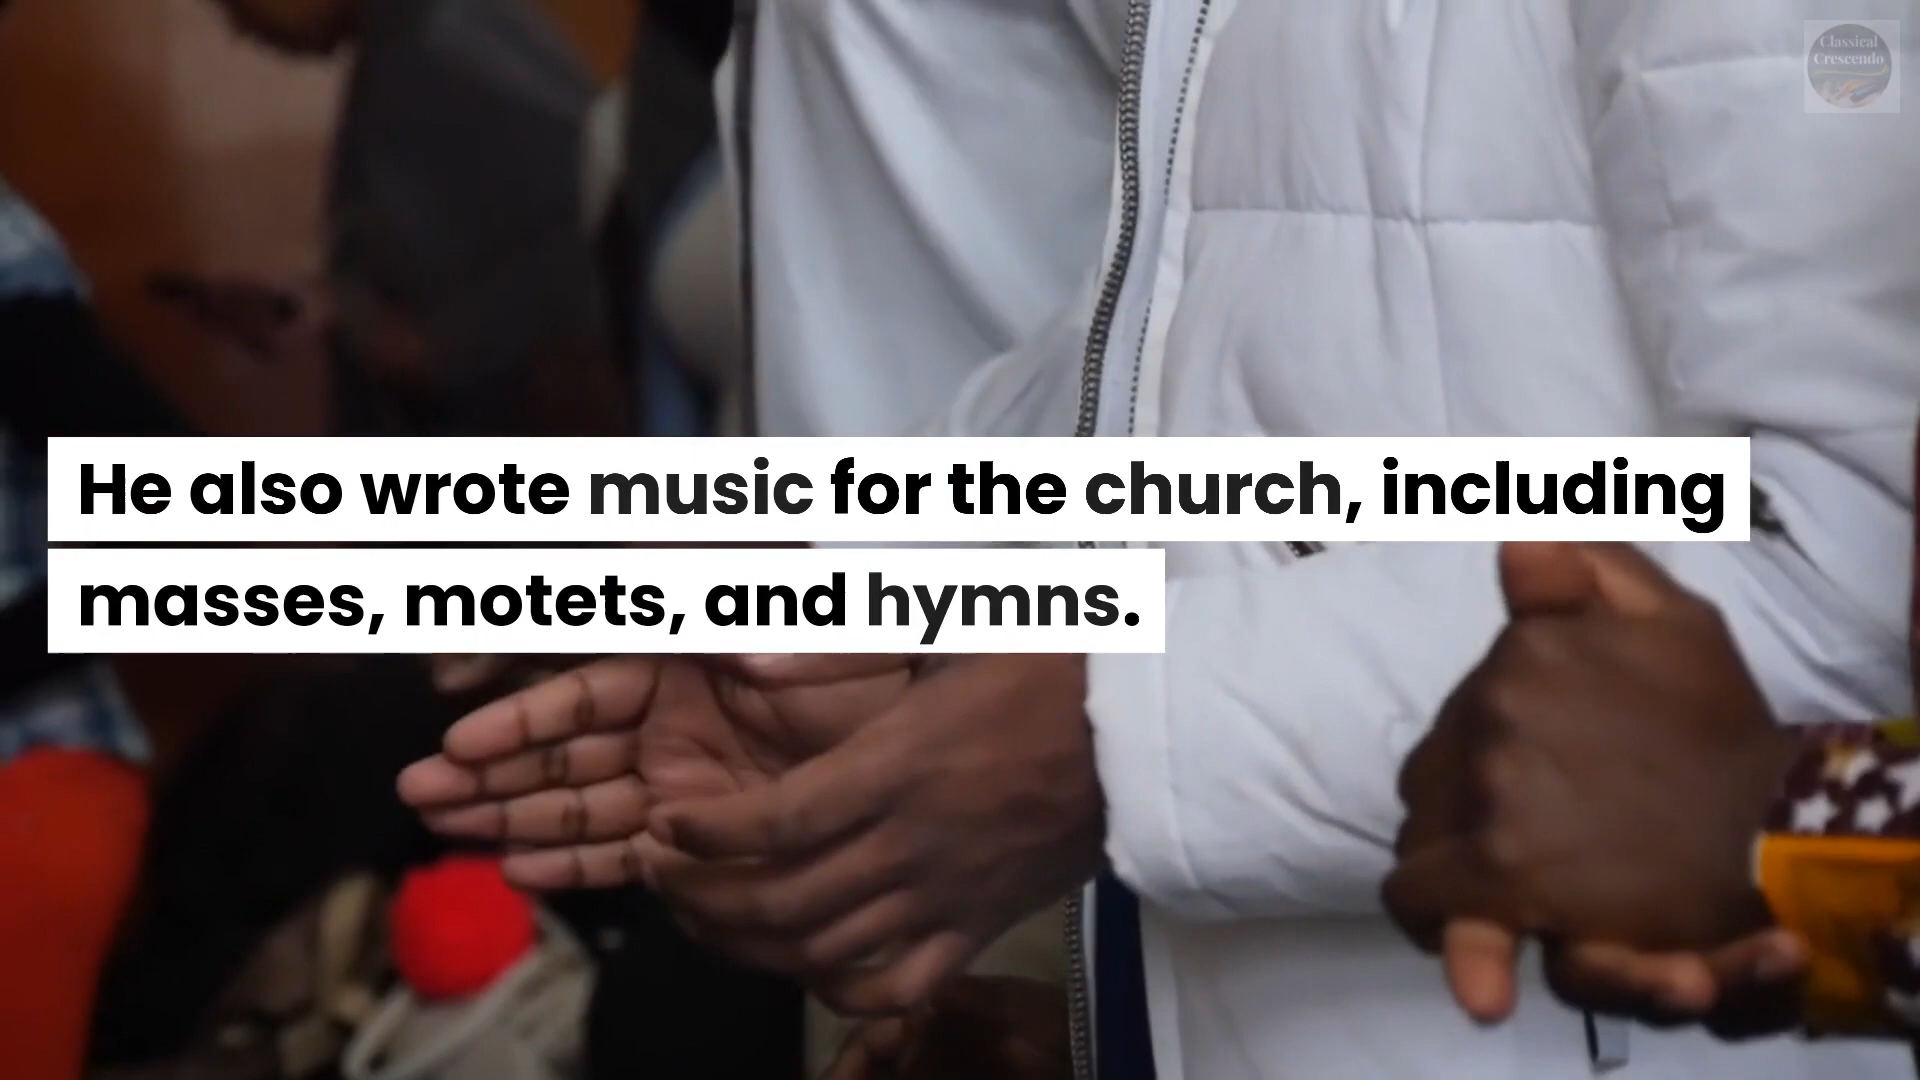 Classical
Crescendo
He also wrote music for the church, including
masses, motets, and hymns.